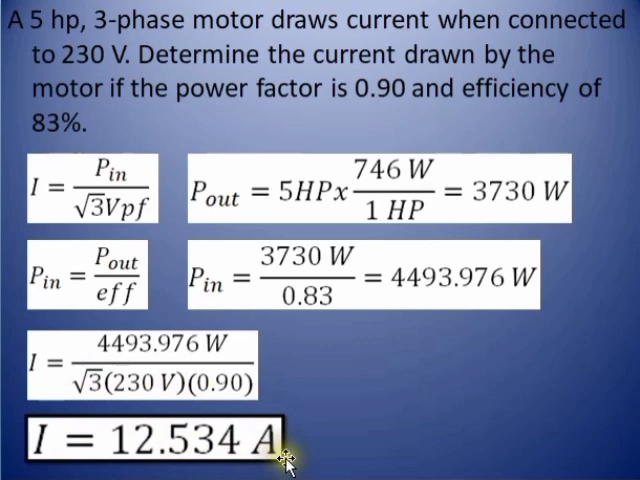 A 5 hp, 3-phase motor draws current when connected
to 230 V. Determine the current drawn by the
motor if the power factor is 0.90 and efficiency of
83%.
I = P_in / √3Vpf
P_out = 5HPx 746 W / 1 HP = 3730 W
P_in = P_out / eff
P_in = 3730 W / 0.83 = 4493.976 W
I = 4493.976 W / √3(230 V)(0.90)
I = 12.534 A